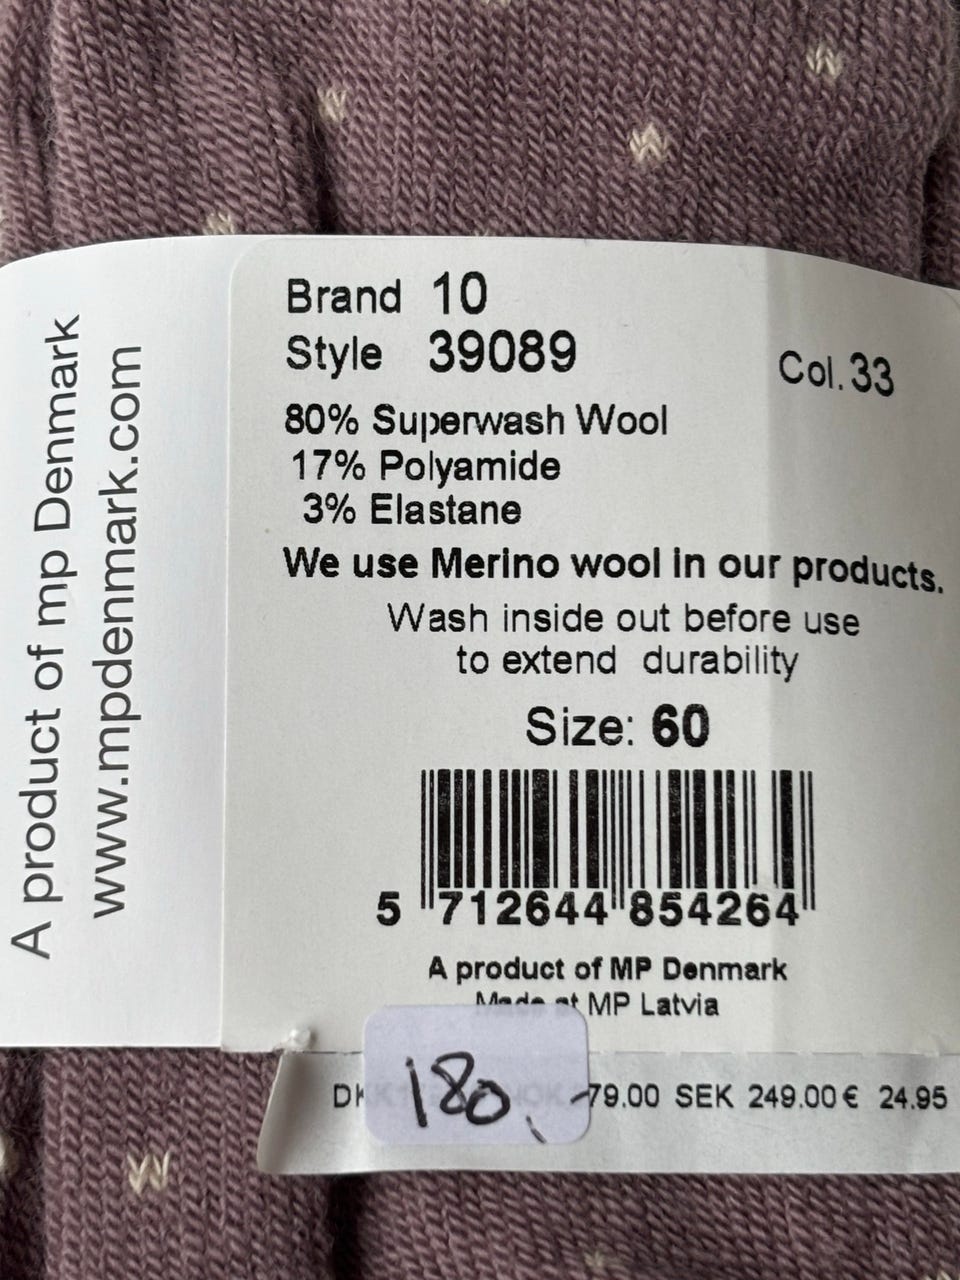 A product of mp Denmark
www.mpdenmark.com
Brand 10
Style 39089
Col.33
80% Superwash Wool
17% Polyamide
3% Elastane
We use Merino wool in our products.
Wash inside out before use
to extend durability
Size: 60
5 712644 854264
A product of MP Denmark
Made at MP Latvia
180,-
79.00 SEK 249.00 € 24.95